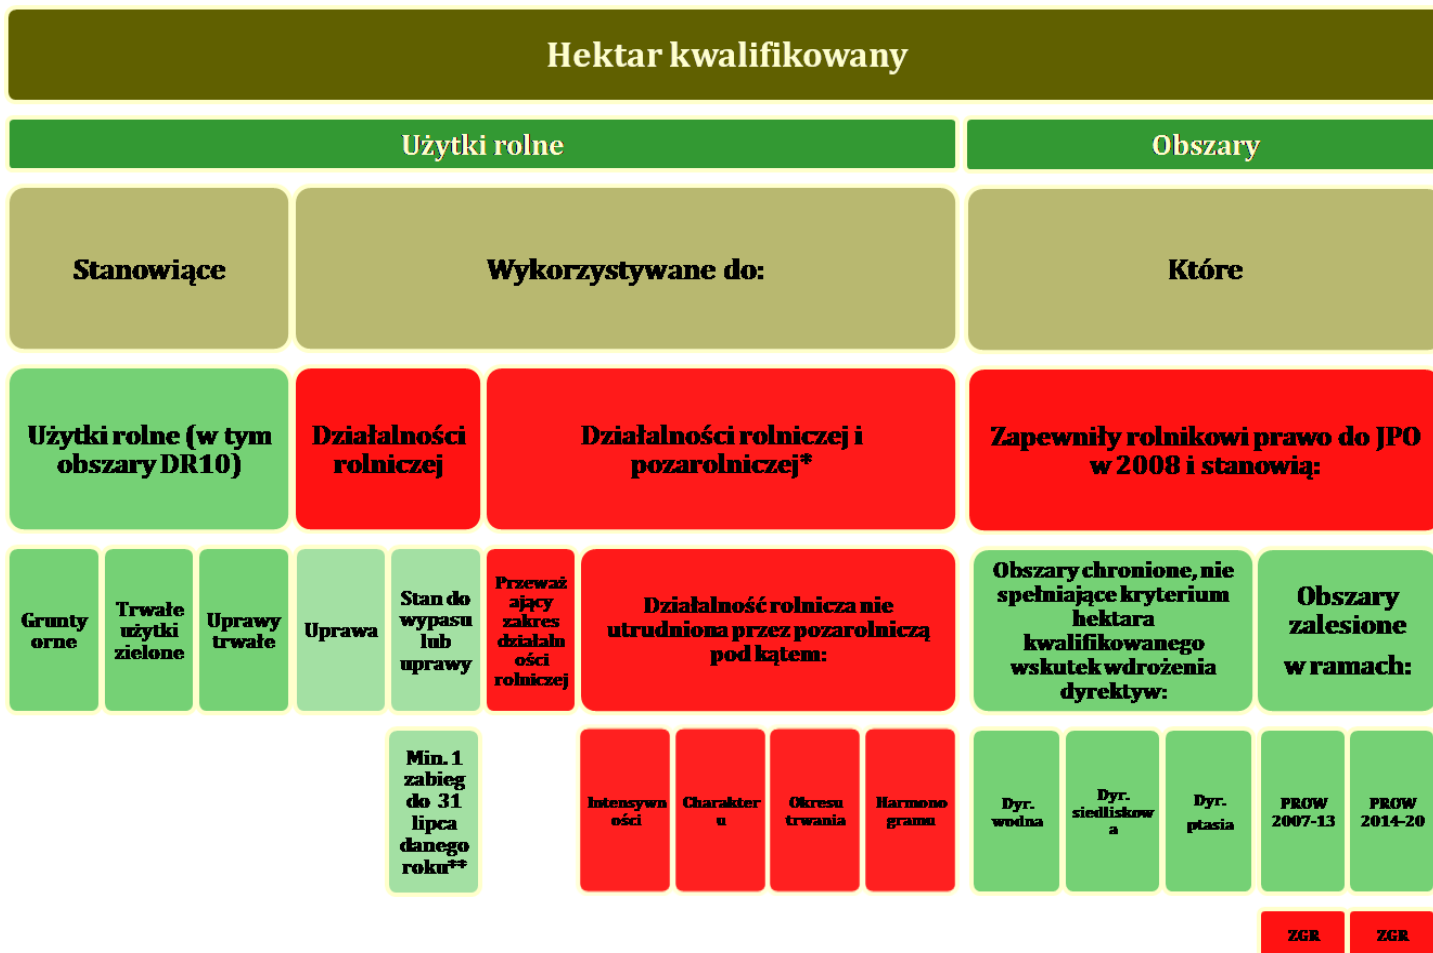 Hektar kwalifikowany
Użytki rolne
Obszary
Stanowiące
Wykorzystywane do:
Które
Użytki rolne (w tym
obszary DR10)
Działalności
rolniczej
Działalności rolniczej i
pozarolniczej*
Zapewniły rolnikowi prawo do JPO
w 2008 i stanowią:
Grunty
orne
Trwałe
użytki
zielone
Uprawy
trwałe
Uprawa
Stan do
wypasu
lub
uprawy
Przeważ
ający
zakres
działaln
ości
rolniczej
Działalność rolnicza nie
utrudniona przez pozarolniczą
pod kątem:
Obszary chronione, nie
spełniające kryterium
hektara
kwalifikowanego
wskutek wdrożenia
dyrektyw:
Obszary
zalesione
w ramach:
Min. 1
zabieg
do 31
lipca
danego
roku**
Intensywn
ości
Charakter
u
Okresu
trwania
Harmono
gramu
Dyr.
wodna
Dyr.
siedliskow
a
Dyr.
ptasia
PROW
2007-13
PROW
2014-20
ZGR
ZGR